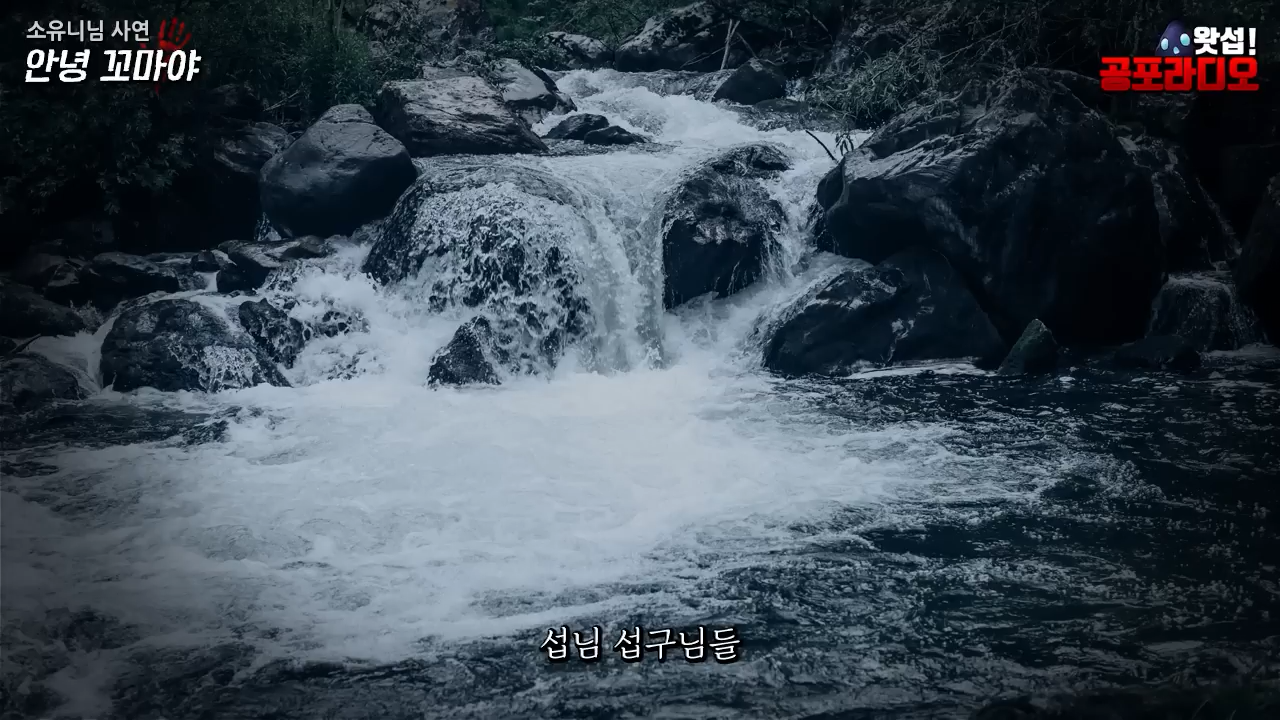 소유니님 사연
안녕 꼬마야
왓섭!
공포라디오
섭님 섭구님들